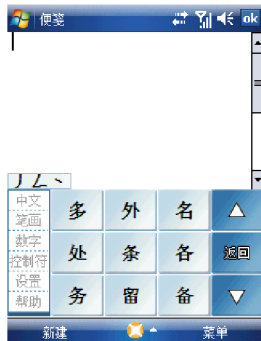 便笺 ok
丿ㄥ丶
中文 多 外 名
笔画
数字 处 条 各 返回
控制符
设置 务 留 备
帮助
新建 菜单